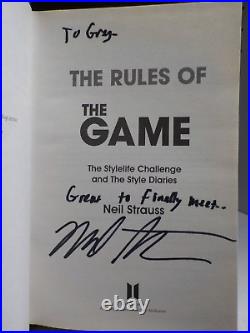 To Greg -
THE RULES OF
THE
GAME
The Stylelife Challenge
and The Style Diaries
Great to finally meet..
Neil Strauss